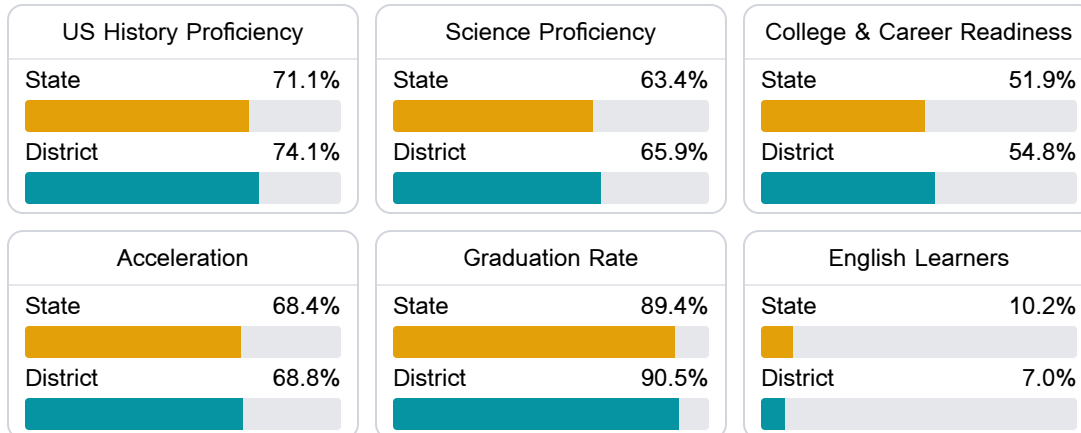 US History Proficiency
State 71.1%
District 74.1%
Science Proficiency
State 63.4%
District 65.9%
College & Career Readiness
State 51.9%
District 54.8%
Acceleration
State 68.4%
District 68.8%
Graduation Rate
State 89.4%
District 90.5%
English Learners
State 10.2%
District 7.0%